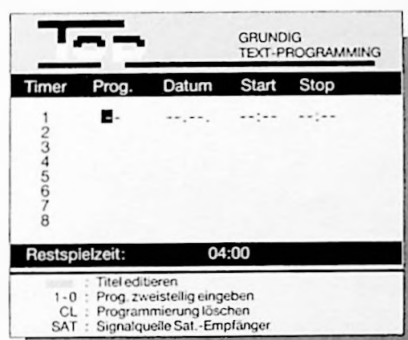 TOP
GRUNDIG
TEXT-PROGRAMMING
Timer Prog. Datum Start Stop
1 -- --.--. --:-- --:--
2
3
4
5
6
7
8
Restspielzeit: 04:00
: Titel editieren
1-0 : Prog. zweistellig eingeben
CL : Programmierung löschen
SAT : Signalquelle Sat.-Empfänger